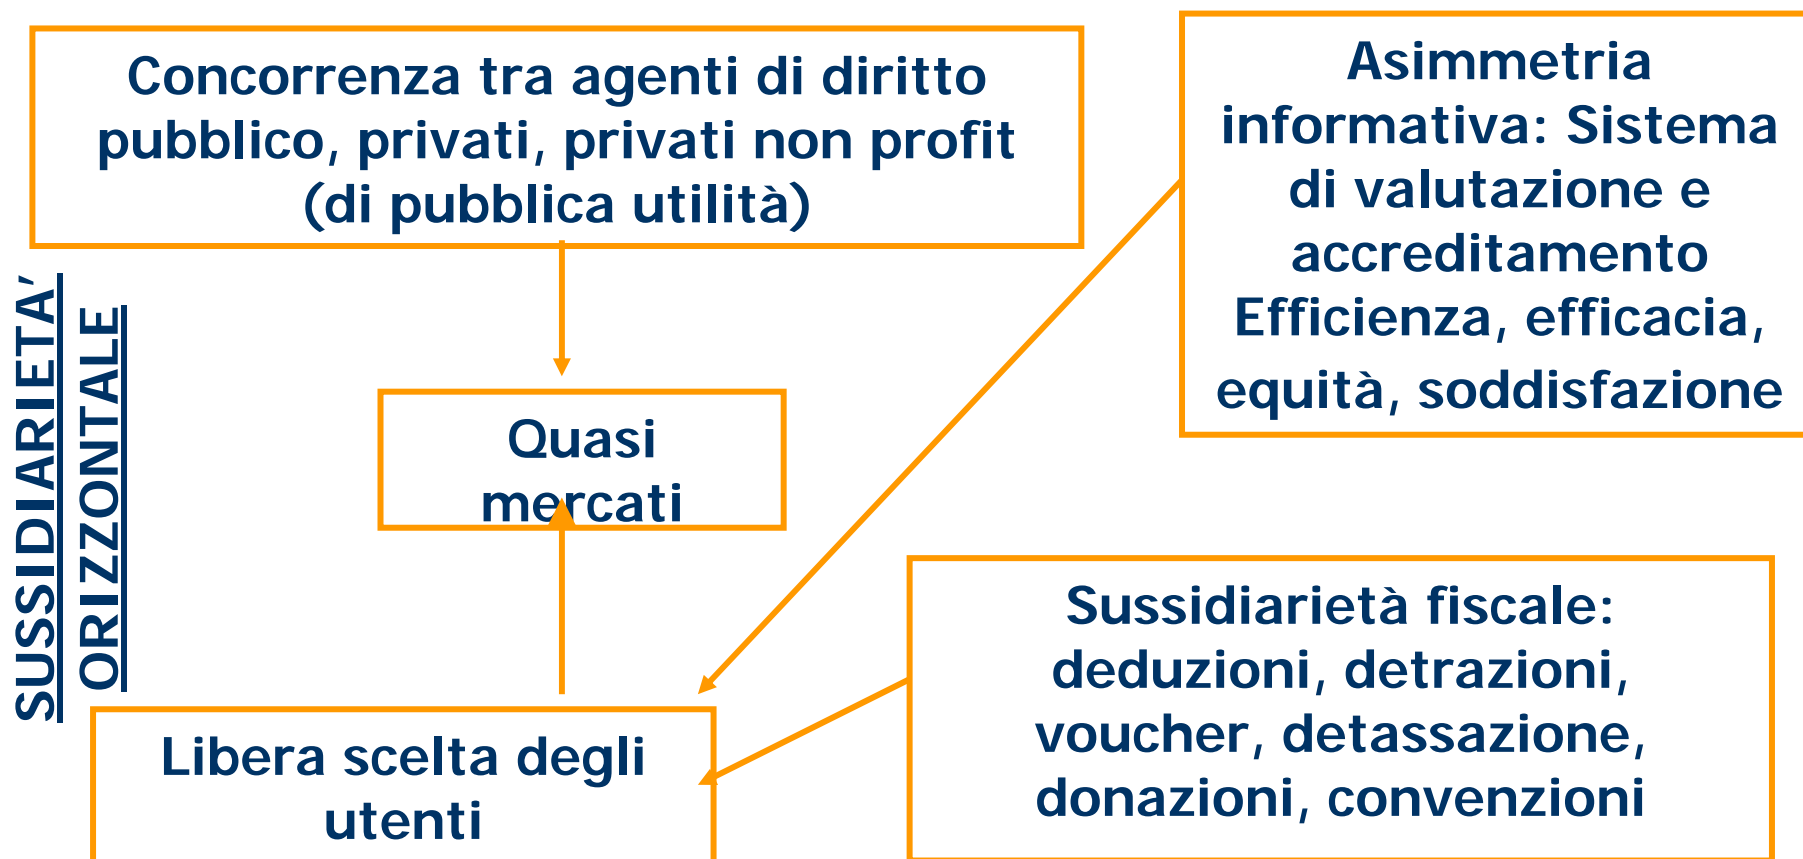 Concorrenza tra agenti di diritto
pubblico, privati, privati non profit
(di pubblica utilità)
Asimmetria
informativa: Sistema
di valutazione e
accreditamento
Efficienza, efficacia,
equità, soddisfazione
SUSSIDIARIETA’
ORIZZONTALE
Quasi
mercati
Sussidiarietà fiscale:
deduzioni, detrazioni,
voucher, detassazione,
donazioni, convenzioni
Libera scelta degli
utenti